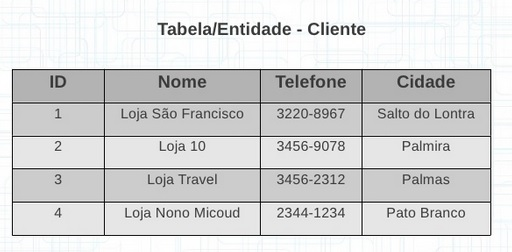 Tabela/Entidade - Cliente
ID Nome Telefone Cidade
1 Loja São Francisco 3220-8967 Salto do Lontra
2 Loja 10 3456-9078 Palmira
3 Loja Travel 3456-2312 Palmas
4 Loja Nono Micoud 2344-1234 Pato Branco